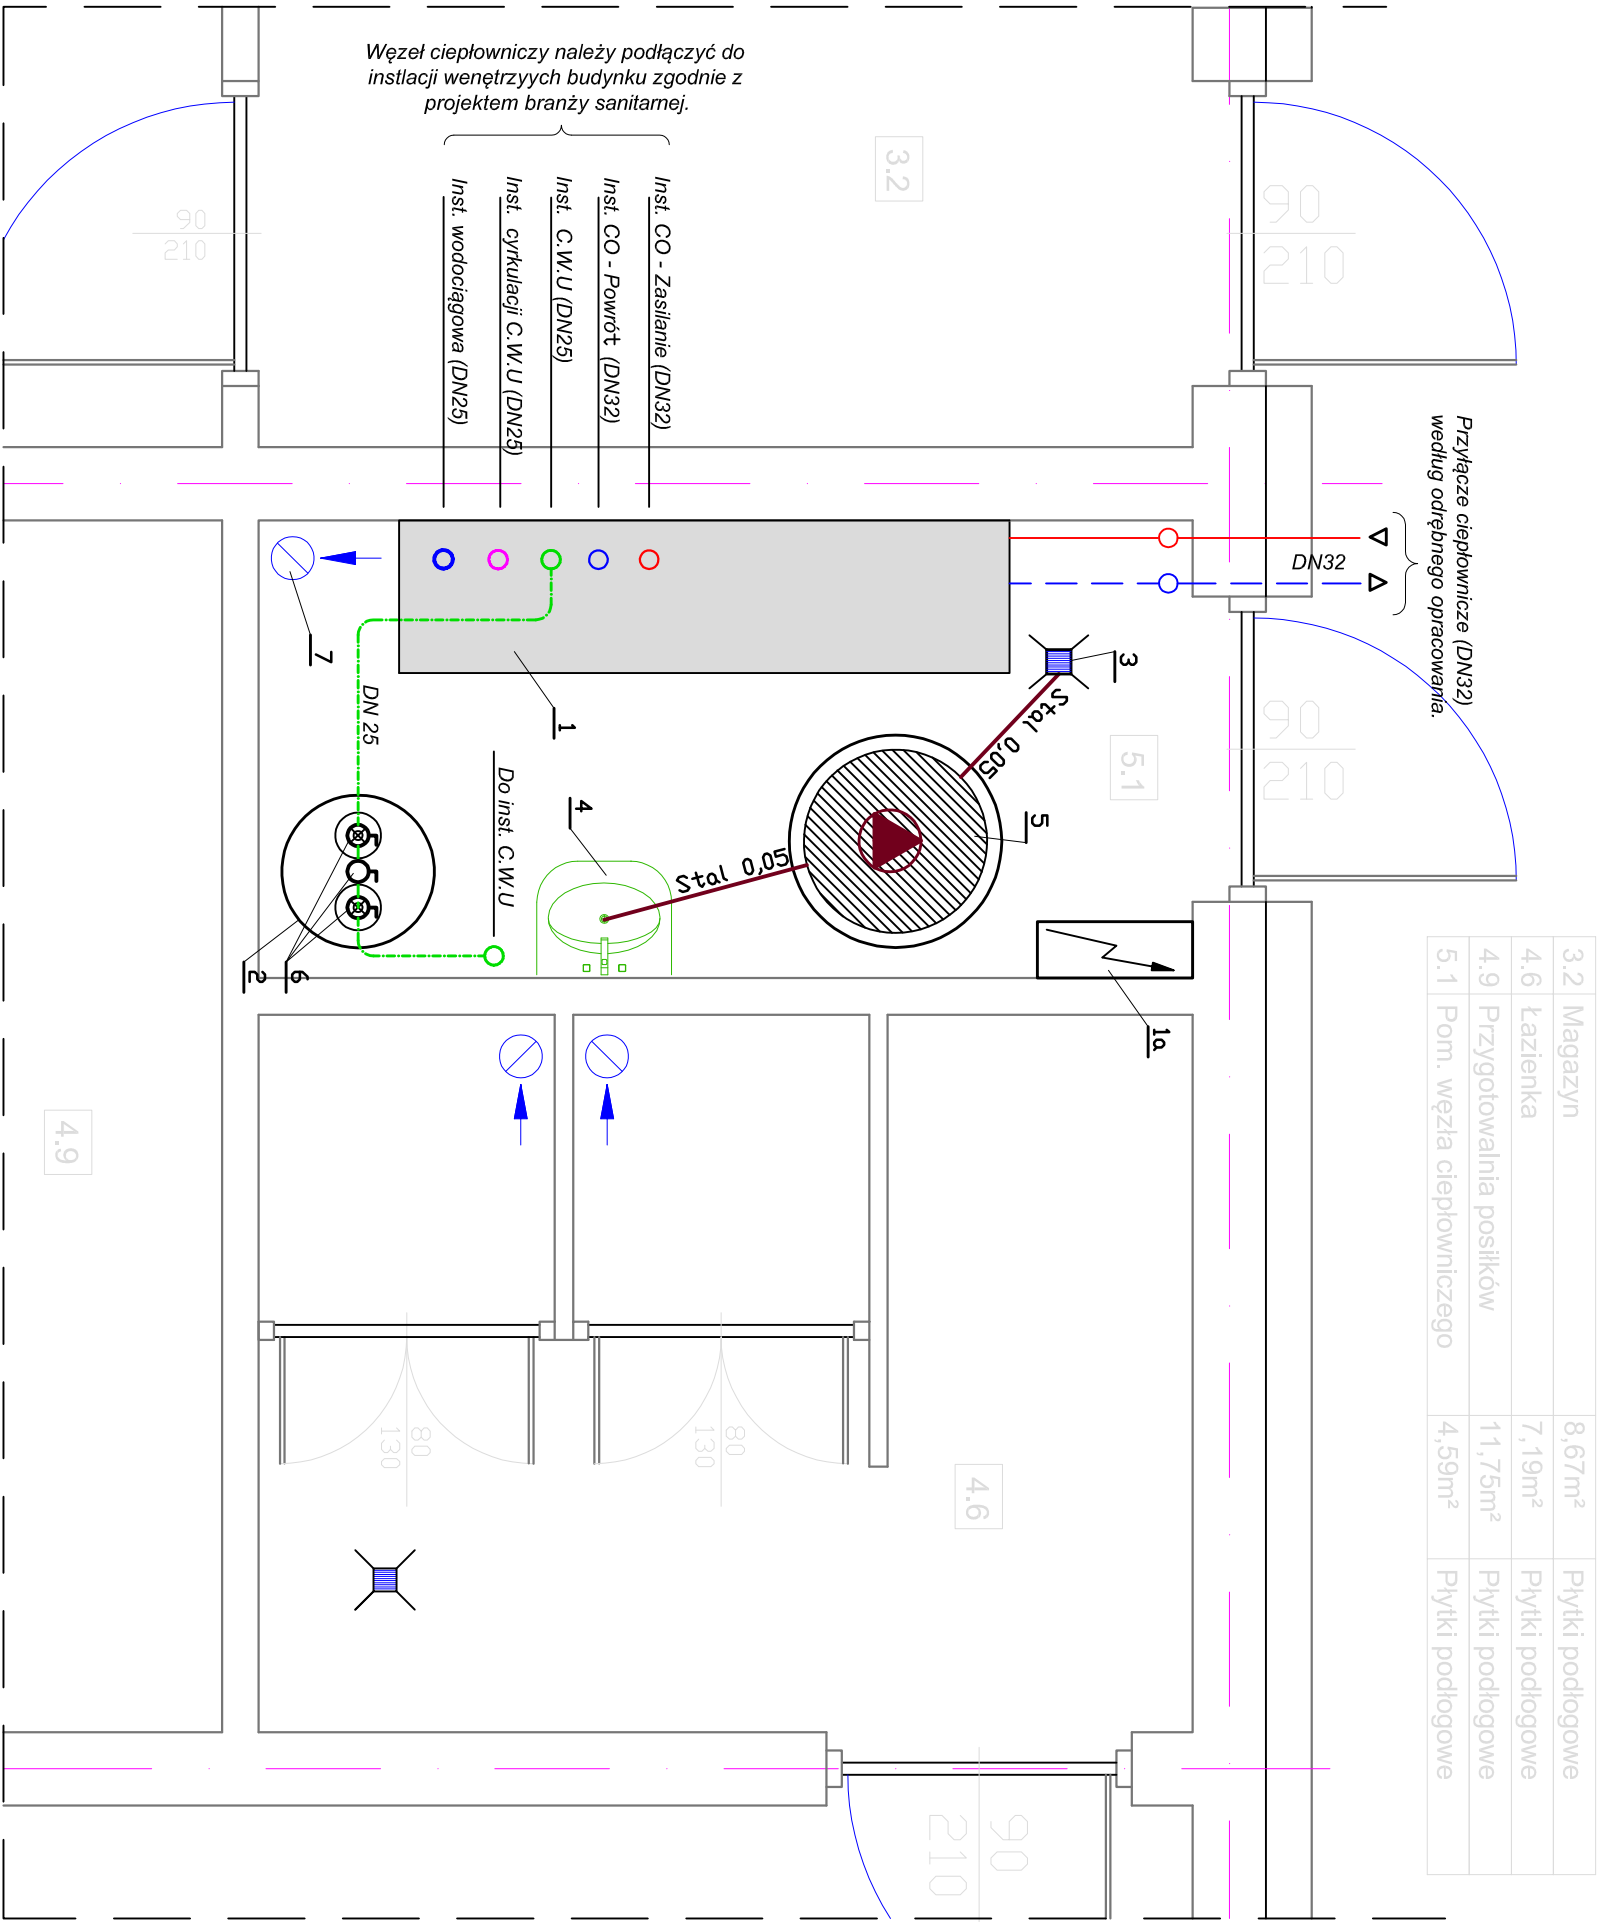 Węzeł ciepłowniczy należy podłączyć do
instlacji wenętrzyych budynku zgodnie z
projektem branży sanitarnej.
Inst. wodociągowa (DN25)
Inst. cyrkulacji C.W.U (DN25)
Inst. C.W.U (DN25)
Inst. CO - Powrót (DN32)
Inst. CO - Zasilanie (DN32)
3.2
90
210
90
210
Przyłącze ciepłownicze (DN32)
według odrębnego opracowania.
DN32
90
210
7
1
3
Stal 0,05
5.1
5
DN 25
Do inst. C.W.U
4
Stal 0,05
2
6
1a
4.9
80
130
80
130
4.6
90
210
3.2 Magazyn 8,67m² Płytki podłogowe
4.6 Łazienka 7,19m² Płytki podłogowe
4.9 Przygotowalnia posiłków 11,75m² Płytki podłogowe
5.1 Pom. węzła ciepłowniczego 4,59m² Płytki podłogowe